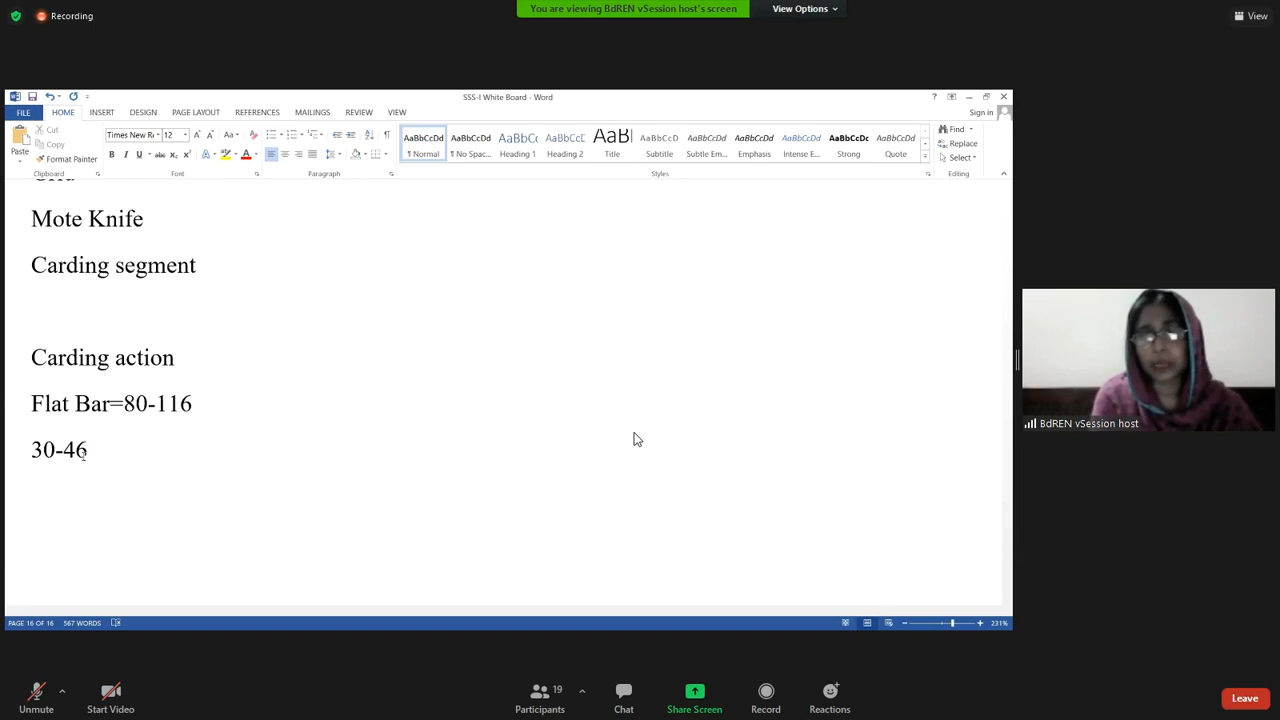 Recording
You are viewing BdREN vSession host's screen
View Options
View
SSS-I White Board - Word
Sign in
FILE HOME INSERT DESIGN PAGE LAYOUT REFERENCES MAILINGS REVIEW VIEW
Paste
Cut
Copy
Format Painter
Clipboard
Times New Ro 12
Font
Paragraph
AaBbCcDd AaBbCcDd AaBbCc AaBbCcC AaBl AaBbCcD AaBbCcDd AaBbCcDd AaBbCcDd AaBbCcDc AaBbCcDd
¶ Normal ¶ No Spac... Heading 1 Heading 2 Title Subtitle Subtle Em... Emphasis Intense E... Strong Quote
Styles
Find
Replace
Select
Editing
Mote Knife
Carding segment
Carding action
Flat Bar=80-116
30-46
PAGE 16 OF 16 567 WORDS
231%
BdREN vSession host
Unmute
Start Video
Participants 19
Chat
Share Screen
Record
Reactions
Leave